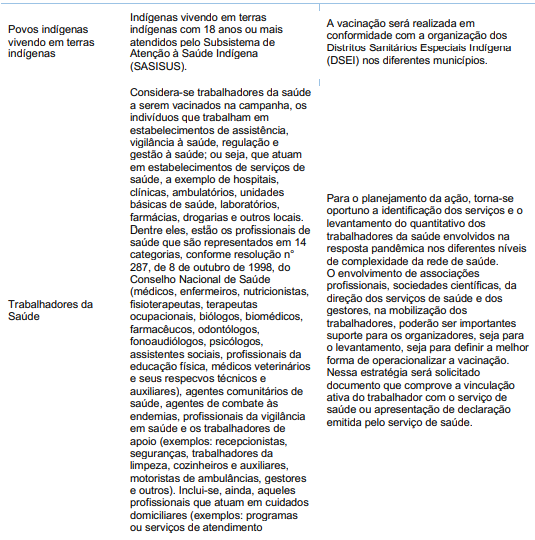 Povos indígenas
vivendo em terras
indígenas
Indígenas vivendo em terras
indígenas com 18 anos ou mais
atendidos pelo Subsistema de
Atenção à Saúde Indígena
(SASISUS).
A vacinação será realizada em
conformidade com a organização dos
Distritos Sanitários Especiais Indígena
(DSEI) nos diferentes municípios.
Trabalhadores da
Saúde
Considera-se trabalhadores da saúde
a serem vacinados na campanha, os
indivíduos que trabalham em
estabelecimentos de assistência,
vigilância à saúde, regulação e
gestão à saúde; ou seja, que atuam
em estabelecimentos de serviços de
saúde, a exemplo de hospitais,
clínicas, ambulatórios, unidades
básicas de saúde, laboratórios,
farmácias, drogarias e outros locais.
Dentre eles, estão os profissionais de
saúde que são representados em 14
categorias, conforme resolução n°
287, de 8 de outubro de 1998, do
Conselho Nacional de Saúde
(médicos, enfermeiros, nutricionistas,
fisioterapeutas, terapeutas
ocupacionais, biólogos, biomédicos,
farmacêucos, odontólogos,
fonoaudiólogos, psicólogos,
assistentes sociais, profissionais da
educação física, médicos veterinários
e seus respecvos técnicos e
auxiliares), agentes comunitários de
saúde, agentes de combate às
endemias, profissionais da vigilância
em saúde e os trabalhadores de
apoio (exemplos: recepcionistas,
seguranças, trabalhadores da
limpeza, cozinheiros e auxiliares,
motoristas de ambulâncias, gestores
e outros). Inclui-se, ainda, aqueles
profissionais que atuam em cuidados
domiciliares (exemplos: programas
ou serviços de atendimento
Para o planejamento da ação, torna-se
oportuno a identificação dos serviços e o
levantamento do quantitativo dos
trabalhadores da saúde envolvidos na
resposta pandêmica nos diferentes níveis
de complexidade da rede de saúde.
O envolvimento de associações
profissionais, sociedades científicas, da
direção dos serviços de saúde e dos
gestores, na mobilização dos
trabalhadores, poderão ser importantes
suporte para os organizadores, seja para
o levantamento, seja para definir a melhor
forma de operacionalizar a vacinação.
Nessa estratégia será solicitado
documento que comprove a vinculação
ativa do trabalhador com o serviço de
saúde ou apresentação de declaração
emitida pelo serviço de saúde.